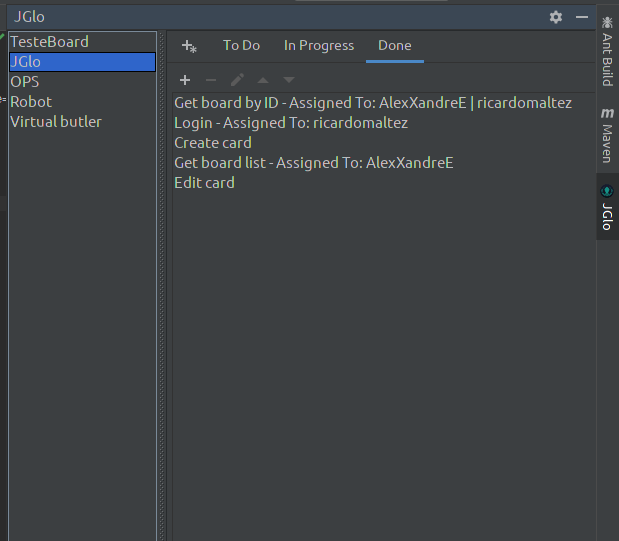 JGlo
TesteBoard
JGlo
OPS
Robot
Virtual butler
To Do In Progress Done
Get board by ID - Assigned To: AlexXandreE | ricardomaltez
Login - Assigned To: ricardomaltez
Create card
Get board list - Assigned To: AlexXandreE
Edit card
Ant Build
m Maven
JGlo